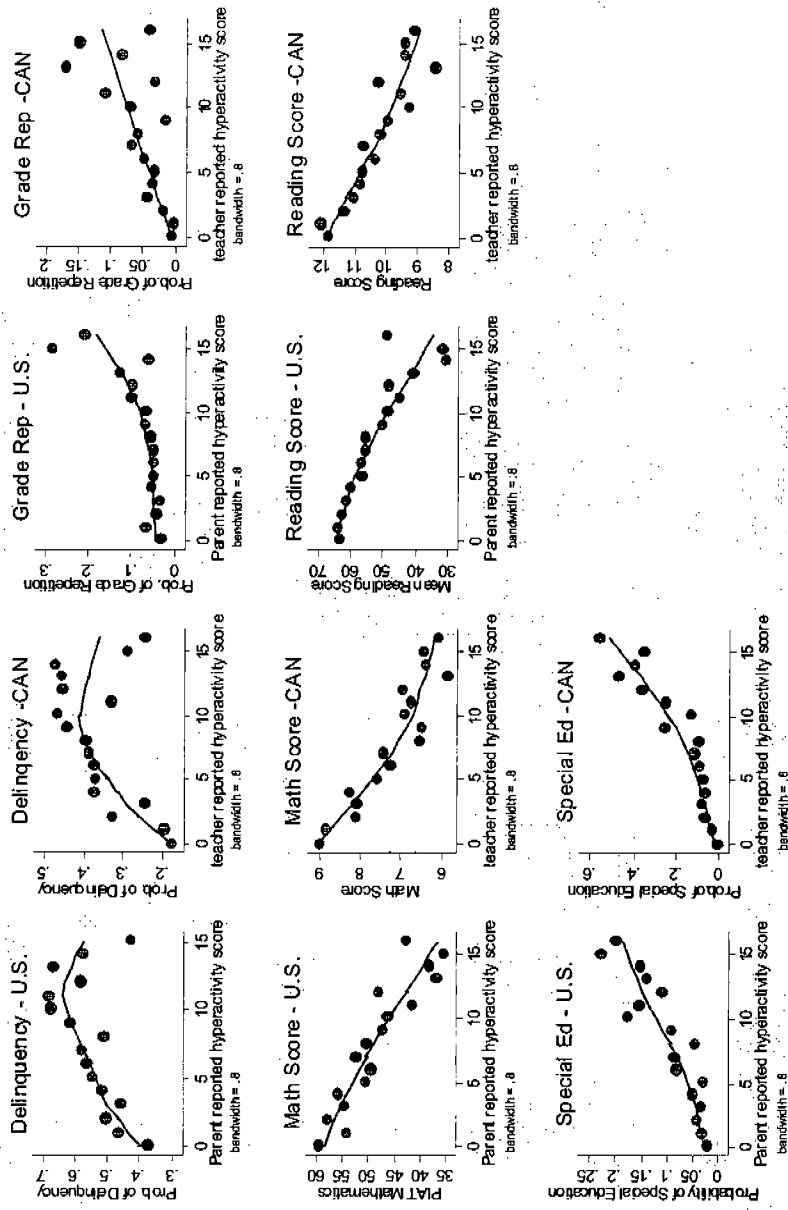 Delinquency - U.S.
Prob. of Delinquency
.7
.6
.5
.4
.3
0
5
10
15
Parent reported hyperactivity score
bandwidth = .8
Delinqency -CAN
Prob. of Delinquency
.5
.4
.3
.2
0
5
10
15
teacher reported hyperactivity score
bandwidth = .8
Grade Rep - U.S.
Prob. of Grade Repetition
.3
.2
.1
0
0
5
10
15
Parent reported hyperactivity score
bandwidth = .8
Grade Rep -CAN
Prob. of Grade Repetition
.2
.15
.1
.05
0
0
5
10
15
teacher reported hyperactivity score
bandwidth = .8
Math Score - U.S.
PIAT Mathematics
60
55
50
45
40
35
0
5
10
15
Parent reported hyperactivity score
bandwidth = .8
Math Score -CAN
Math Score
9
8
7
6
0
5
10
15
teacher reported hyperactivity score
bandwidth = .8
Reading Score - U.S.
Mean Reading Score
70
60
50
40
30
0
5
10
15
Parent reported hyperactivity score
bandwidth = .8
Reading Score -CAN
Reading Score
12
11
10
9
8
0
5
10
15
teacher reported hyperactivity score
bandwidth = .8
Special Ed - U.S.
Probability of Special Education
.25
.2
.15
.1
.05
0
0
5
10
15
Parent reported hyperactivity score
bandwidth = .8
Special Ed -CAN
Prob. of Special Education
.6
.4
.2
0
0
5
10
15
teacher reported hyperactivity score
bandwidth = .8